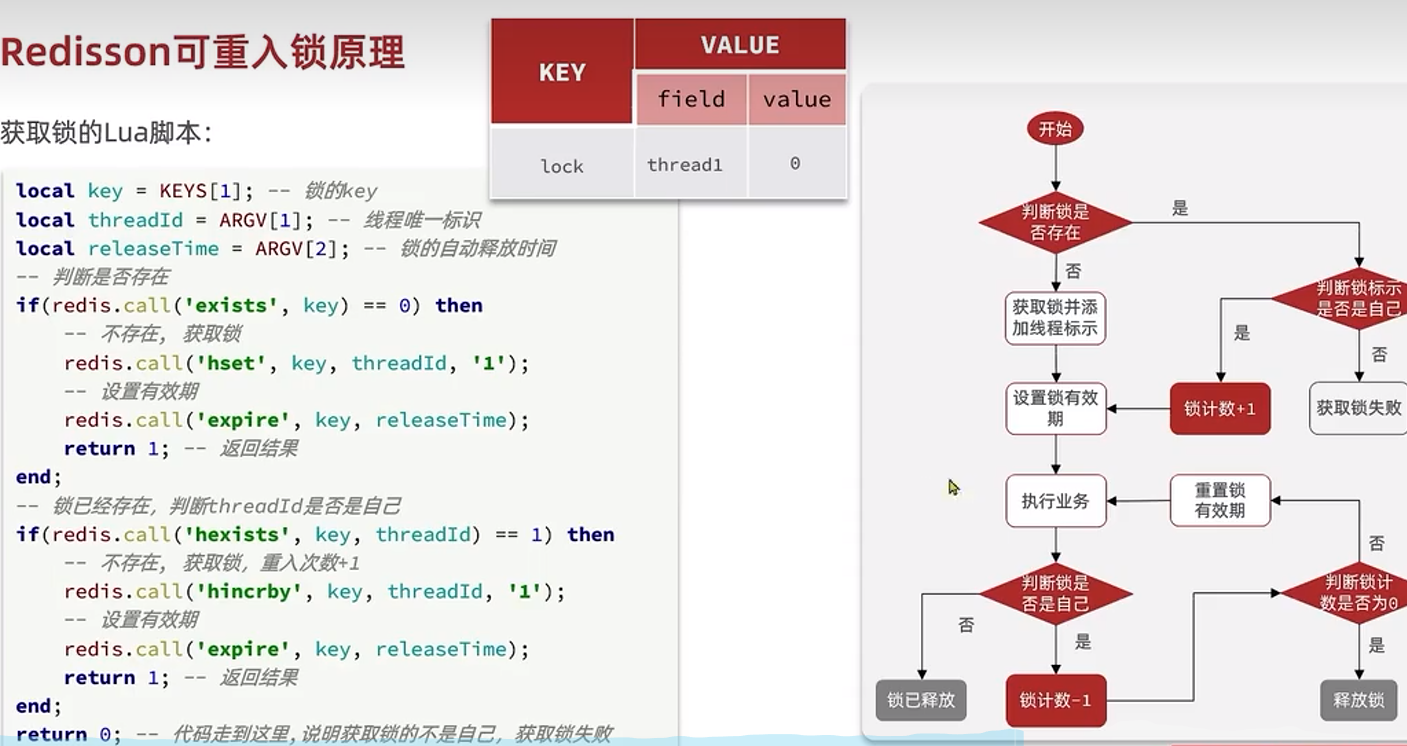 Redisson可重入锁原理
KEY
VALUE
field
value
lock
thread1
0
获取锁的Lua脚本：
local key = KEYS[1]; -- 锁的key
local threadId = ARGV[1]; -- 线程唯一标识
local releaseTime = ARGV[2]; -- 锁的自动释放时间
-- 判断是否存在
if(redis.call('exists', key) == 0) then
-- 不存在, 获取锁
redis.call('hset', key, threadId, '1');
-- 设置有效期
redis.call('expire', key, releaseTime);
return 1; -- 返回结果
end;
-- 锁已经存在，判断threadId是否是自己
if(redis.call('hexists', key, threadId) == 1) then
-- 不存在, 获取锁，重入次数+1
redis.call('hincrby', key, threadId, '1');
-- 设置有效期
redis.call('expire', key, releaseTime);
return 1; -- 返回结果
end;
return 0; -- 代码走到这里,说明获取锁的不是自己，获取锁失败
开始
判断锁是
否存在
是
否
获取锁并添
加线程标示
判断锁标示
是否是自己
是
否
设置锁有效
期
锁计数+1
获取锁失败
执行业务
重置锁
有效期
否
判断锁是
否是自己
判断锁计
数是否为0
否
是
是
锁已释放
锁计数-1
释放锁